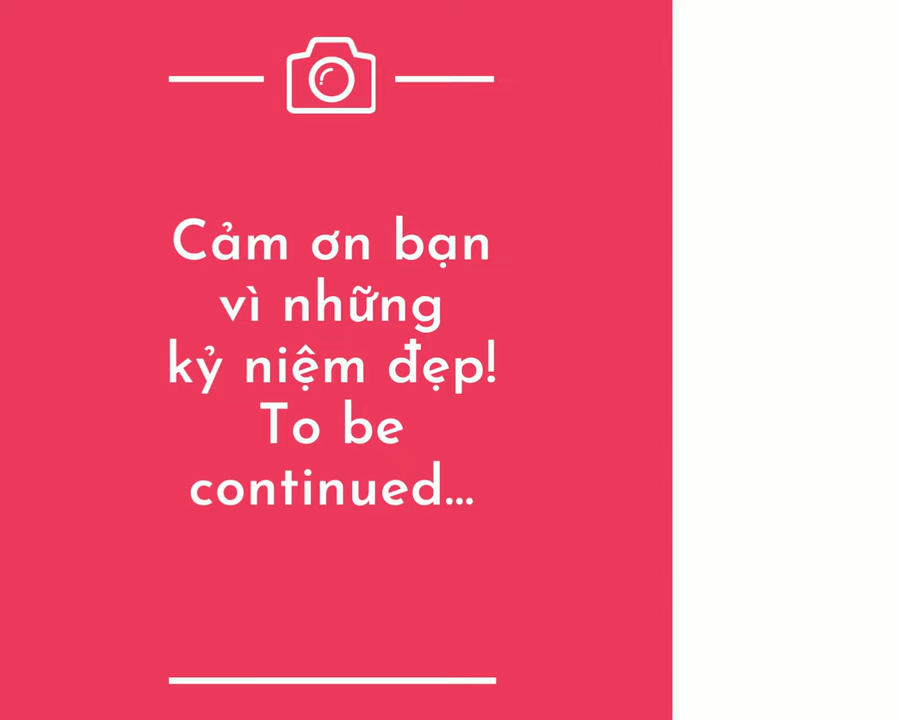 Cảm ơn bạn
vì những
kỷ niệm đẹp!
To be
continued...